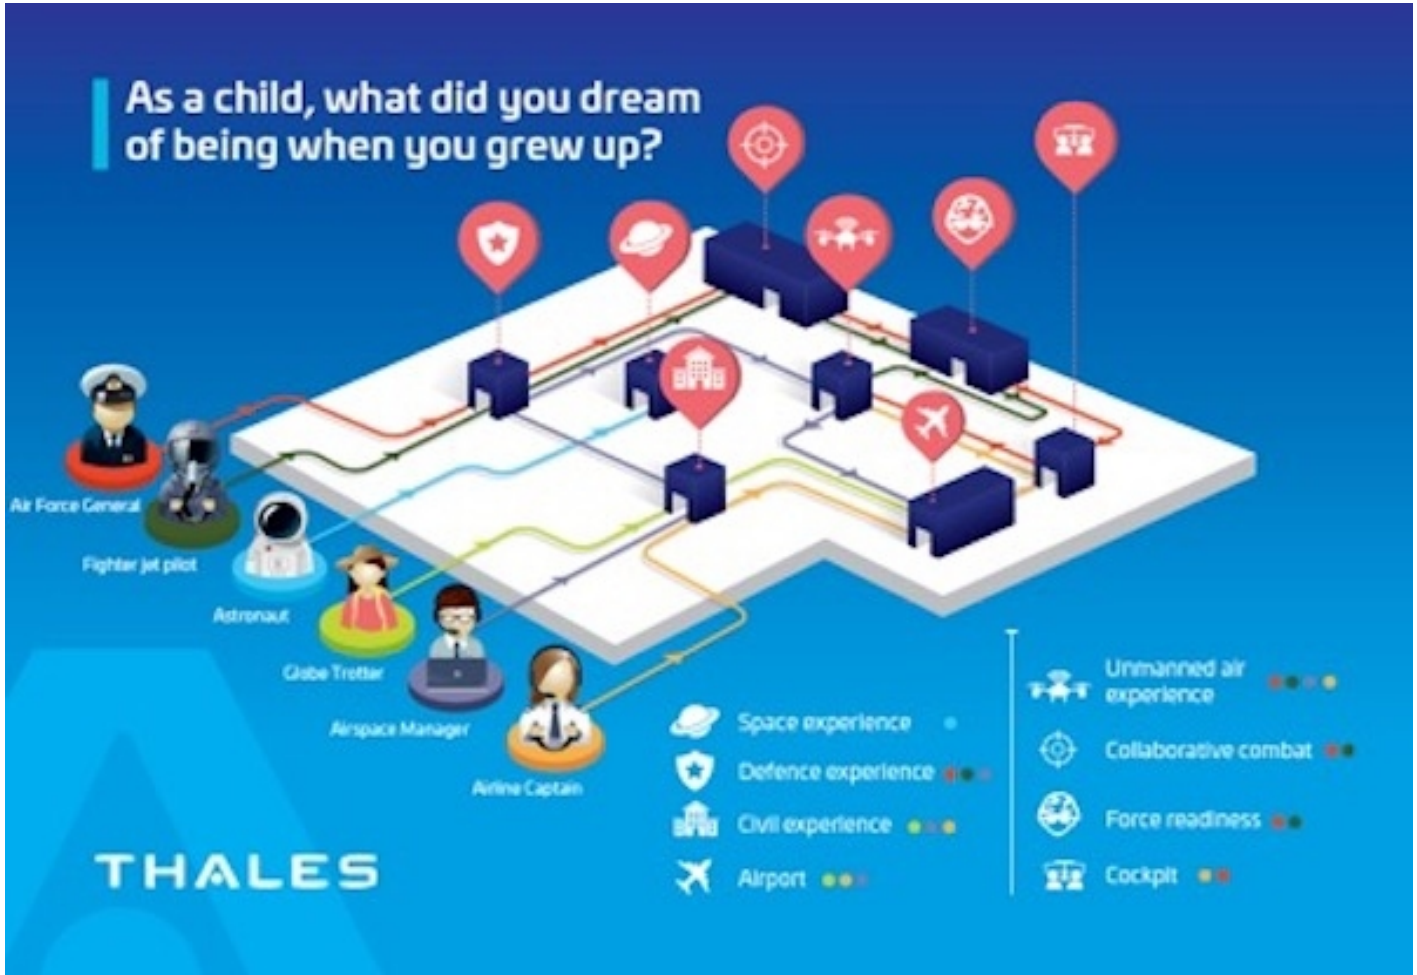 As a child, what did you dream
of being when you grew up?
Air Force General
Fighter jet pilot
Astronaut
Globe Trotter
Airspace Manager
Airline Captain
Space experience
Defence experience
Civil experience
Airport
Unmanned air
experience
Collaborative combat
Force readiness
Cockpit
THALES